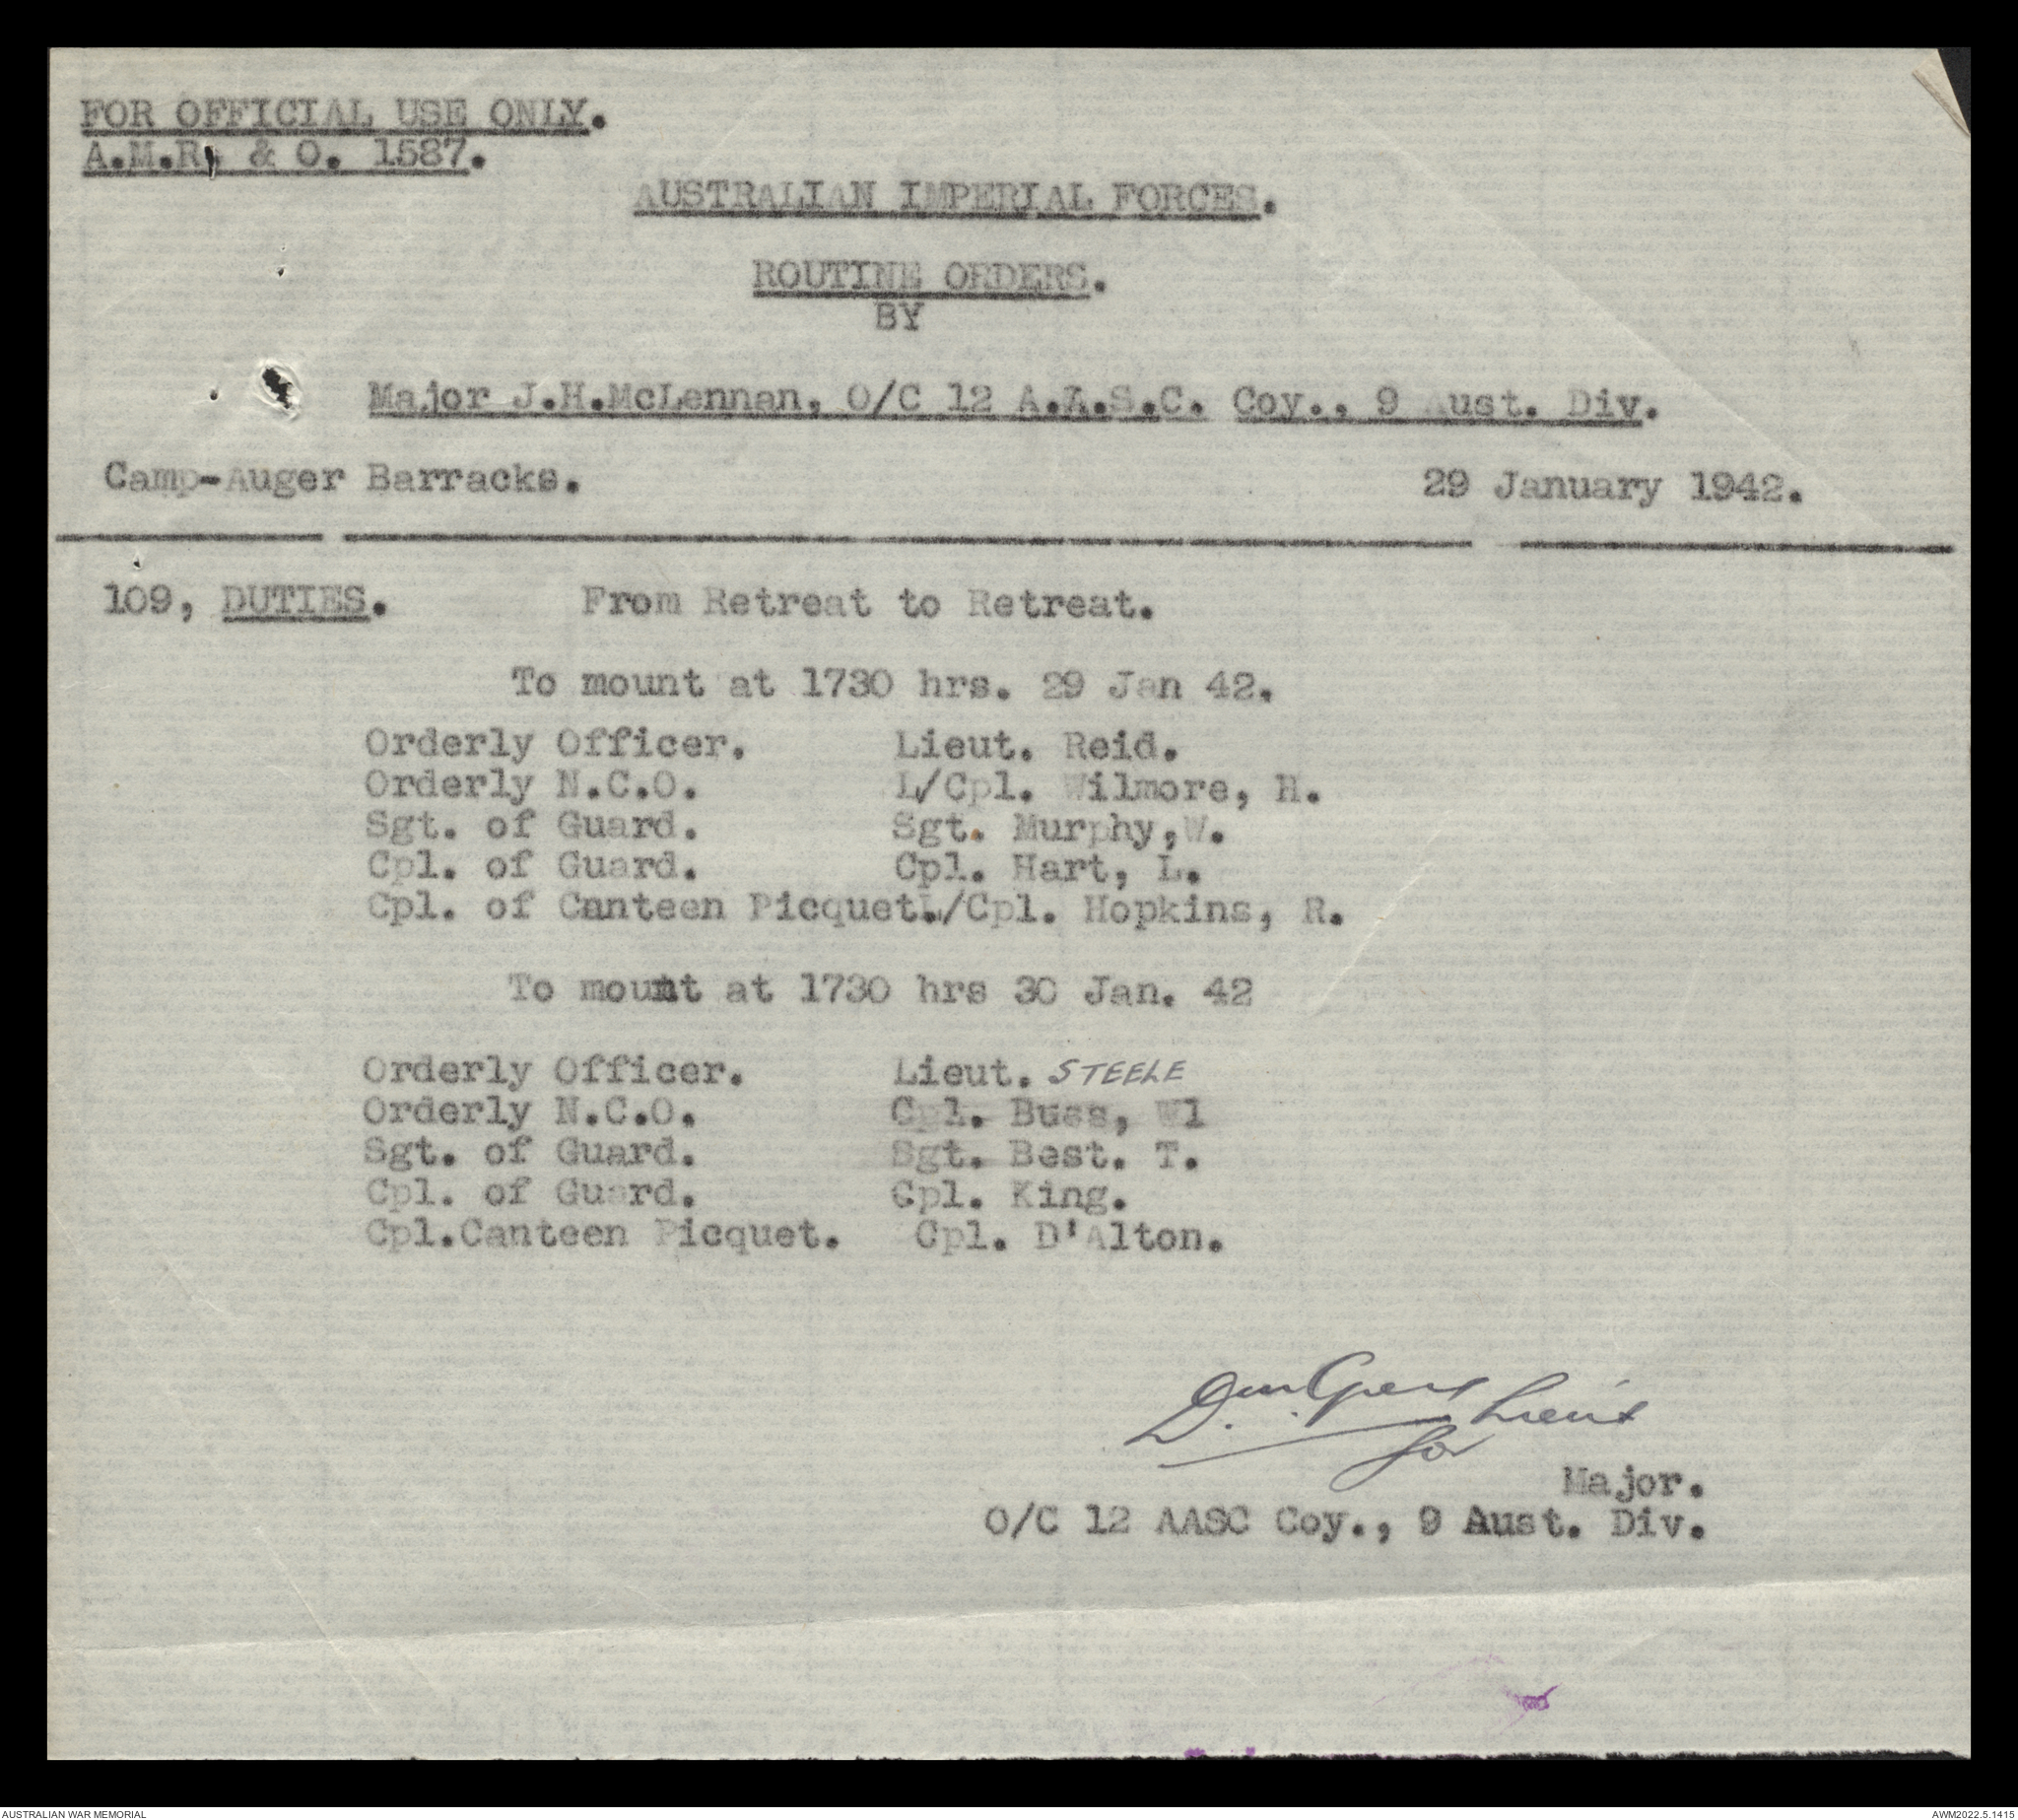 FOR OFFICIAL USE ONLY.
A.M.R. & O. 1587.
AUSTRALIAN IMPERIAL FORCES.
ROUTINE ORDERS.
BY
Major J.H.McLennan, O/C 12 A.A.S.C. Coy., 9 Aust. Div.
Camp-Auger Barracks. 29 January 1942.
109, DUTIES. From Retreat to Retreat.
To mount at 1730 hrs. 29 Jan 42.
Orderly Officer. Lieut. Reid.
Orderly N.C.O. L/Cpl. Wilmore, H.
Sgt. of Guard. Sgt. Murphy,W.
Cpl. of Guard. Cpl. Hart, L.
Cpl. of Canteen Picquet.L/Cpl. Hopkins, R.
To mount at 1730 hrs 30 Jan. 42
Orderly Officer. Lieut. STEELE
Orderly N.C.O. Cpl. Buss, W1
Sgt. of Guard. Sgt. Best. T.
Cpl. of Guard. Cpl. King.
Cpl.Canteen Picquet. Cpl. D'Alton.
Lieut
for
Major.
O/C 12 AASC Coy., 9 Aust. Div.
AUSTRALIAN WAR MEMORIAL AWM2022.5.1415